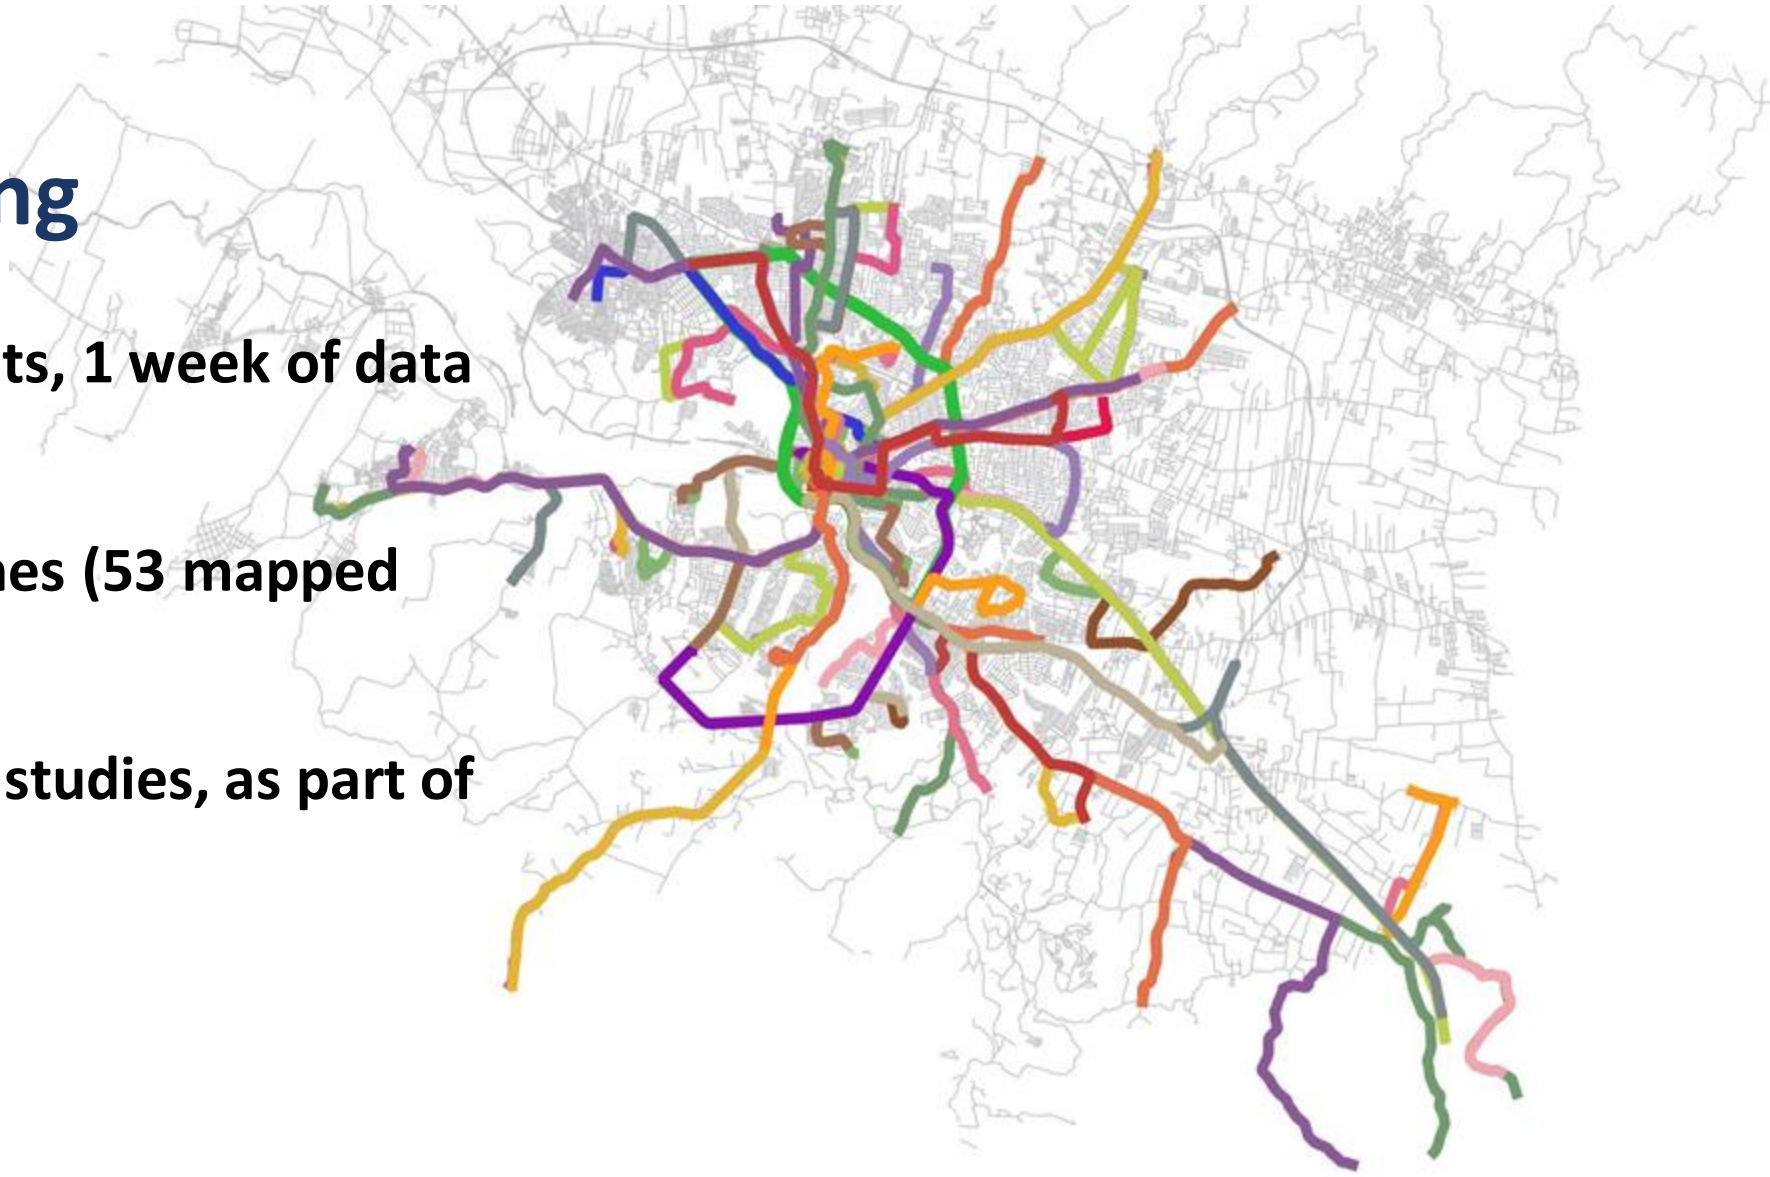 ng
ts, 1 week of data
nes (53 mapped
studies, as part of